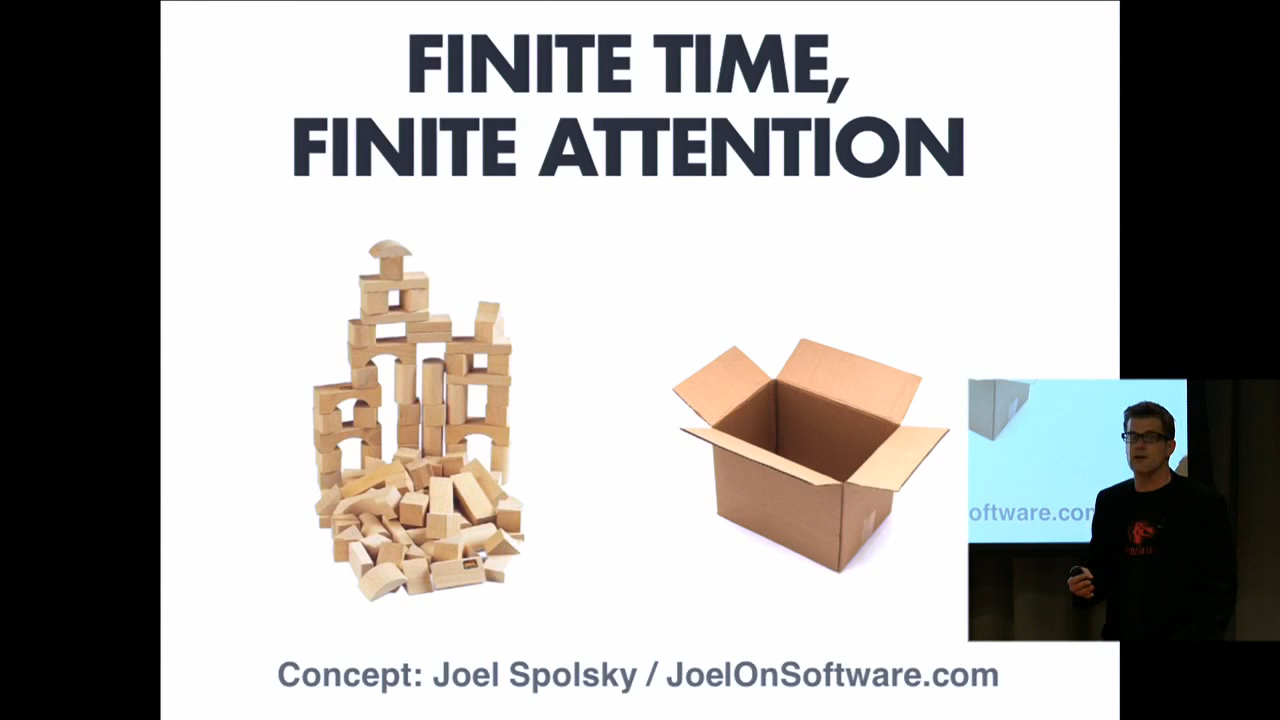 FINITE TIME,
FINITE ATTENTION
oftware.com
Concept: Joel Spolsky / JoelOnSoftware.com